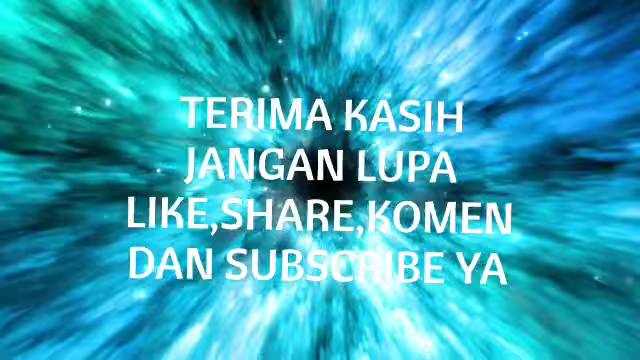 TERIMA KASIH
JANGAN LUPA
LIKE,SHARE,KOMEN
DAN SUBSCRIBE YA